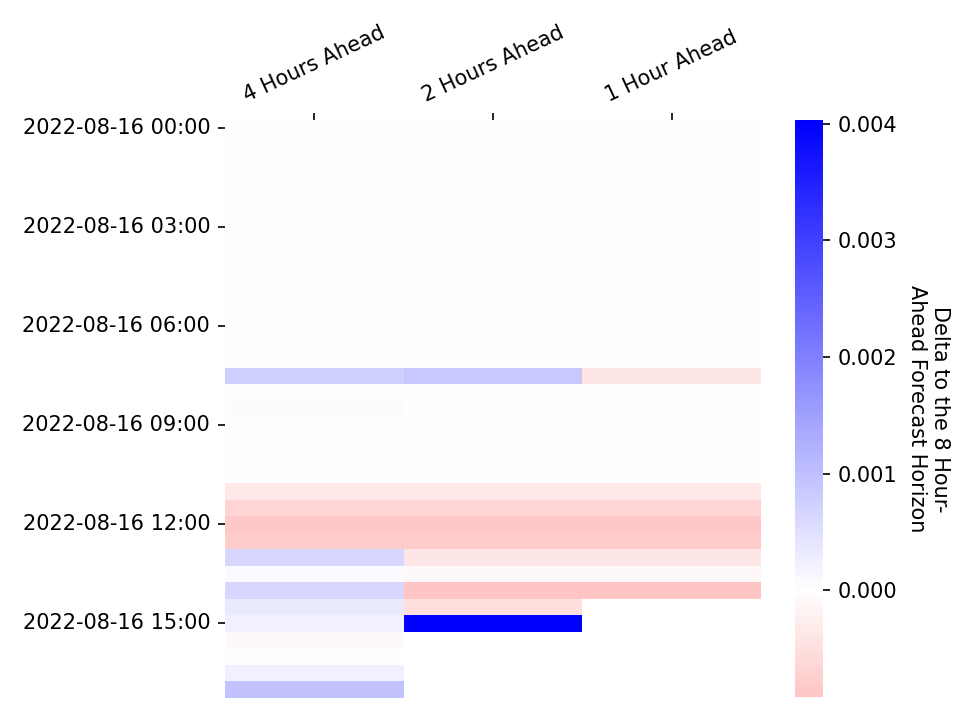 4 Hours Ahead
2 Hours Ahead
1 Hour Ahead
2022-08-16 00:00
2022-08-16 03:00
2022-08-16 06:00
2022-08-16 09:00
2022-08-16 12:00
2022-08-16 15:00
0.004
0.003
0.002
0.001
0.000
Delta to the 8 Hour-
Ahead Forecast Horizon